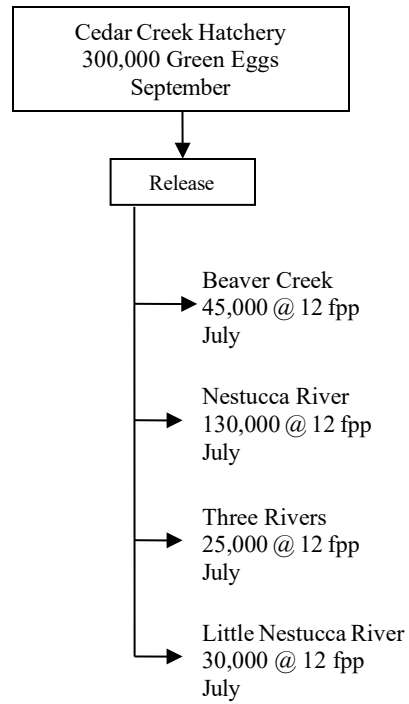 Cedar Creek Hatchery
300,000 Green Eggs
September
Release
Beaver Creek
45,000 @ 12 fpp
July
Nestucca River
130,000 @ 12 fpp
July
Three Rivers
25,000 @ 12 fpp
July
Little Nestucca River
30,000 @ 12 fpp
July